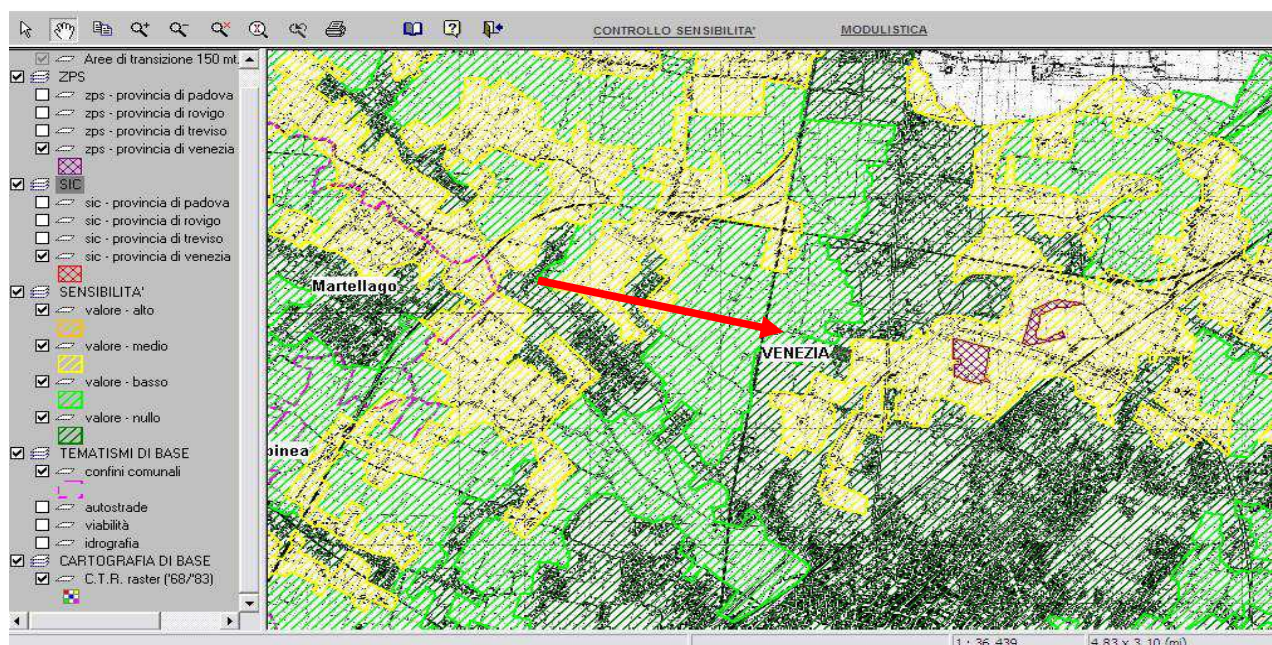 CONTROLLO SENSIBILITA'
MODULISTICA
Aree di transizione 150 mt.
ZPS
zps - provincia di padova
zps - provincia di rovigo
zps - provincia di treviso
zps - provincia di venezia
SIC
sic - provincia di padova
sic - provincia di rovigo
sic - provincia di treviso
sic - provincia di venezia
SENSIBILITA'
valore - alto
valore - medio
valore - basso
valore - nullo
TEMATISMI DI BASE
confini comunali
autostrade
viabilità
idrografia
CARTOGRAFIA DI BASE
C.T.R. raster ('68/'83)
Martellago
VENEZIA
pinea
1 : 36,439
4.83 x 3.10 (mi)